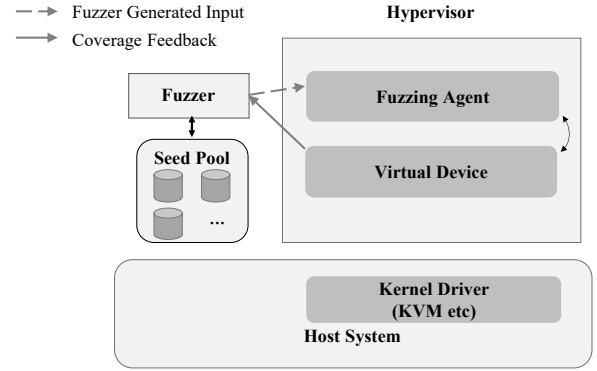 Fuzzer Generated Input
Coverage Feedback
Hypervisor
Fuzzer
Fuzzing Agent
Seed Pool
...
Virtual Device
Kernel Driver
(KVM etc)
Host System